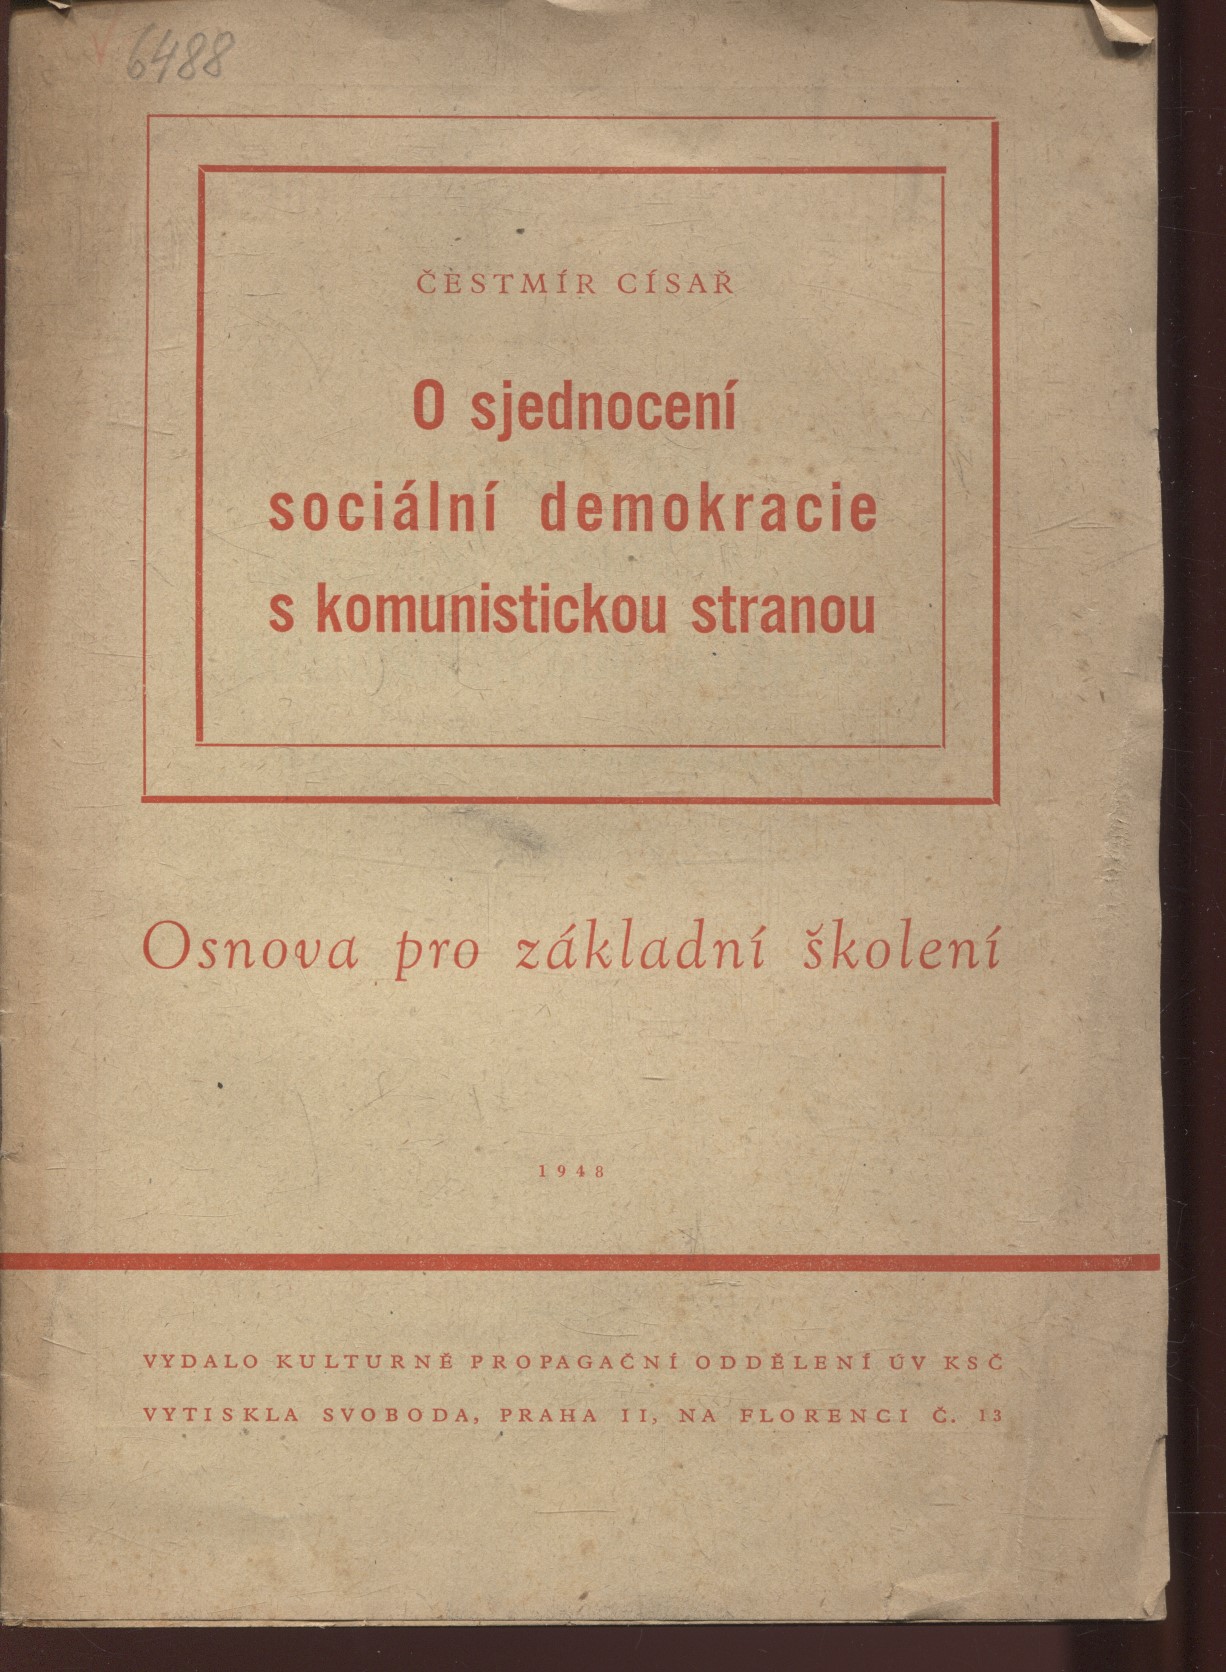 6488
ČESTMÍR CÍSAŘ
O sjednocení
sociální demokracie
s komunistickou stranou
Osnova pro základní školení
1948
VYDALO KULTURNĚ PROPAGAČNÍ ODDĚLENÍ ÚV KSČ
VYTISKLA SVOBODA, PRAHA II, NA FLORENCI Č. 13